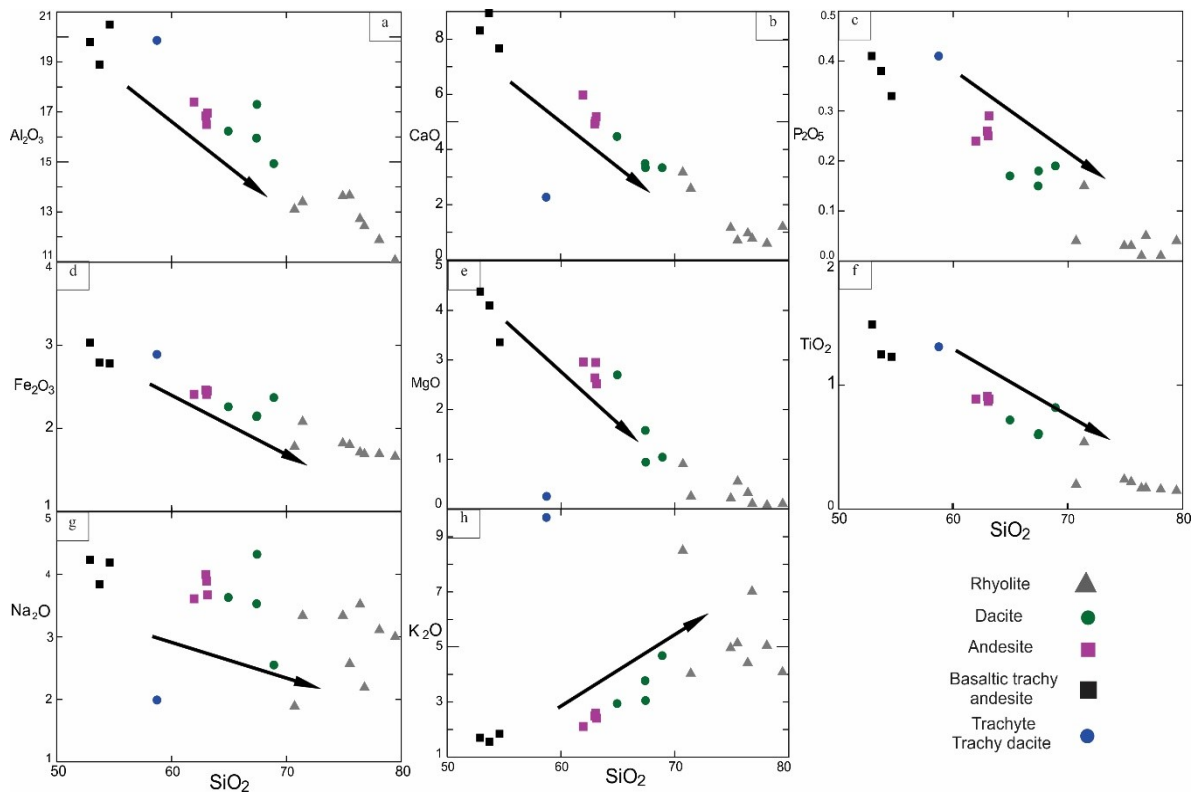 21
19
17
Al₂O₃
15
13
11
a
8
6
CaO
4
2
0
b
0.5
0.4
0.3
P₂O₅
0.2
0.1
0.0
c
4
3
Fe₂O₃
2
1
d
5
4
3
MgO
2
1
0
e
2
TiO₂
1
0
f
50 60 70 80
SiO₂
5
4
Na₂O
3
2
1
g
50 60 70 80
SiO₂
9
7
K₂O
5
3
1
h
50 60 70 80
SiO₂
Rhyolite
Dacite
Andesite
Basaltic trachy
andesite
Trachyte
Trachy dacite